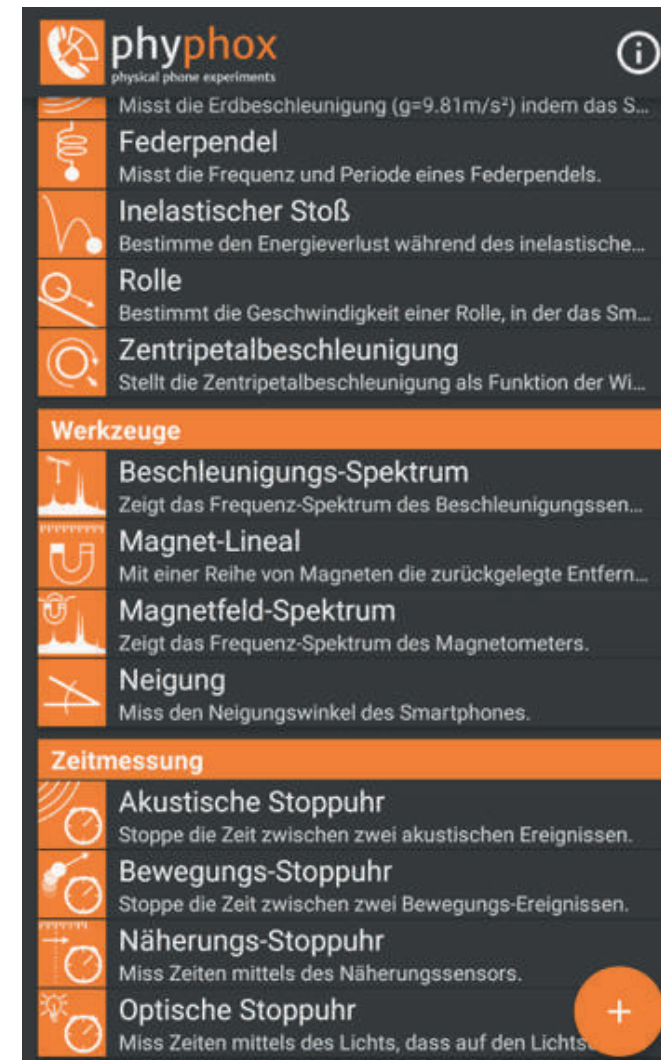 phyphox
physical phone experiments
Misst die Erdbeschleunigung (g=9.81m/s²) indem das S...
Federpendel
Misst die Frequenz und Periode eines Federpendels.
Inelastischer Stoß
Bestimme den Energieverlust während des inelastische...
Rolle
Bestimmt die Geschwindigkeit einer Rolle, in der das Sm...
Zentripetalbeschleunigung
Stellt die Zentripetalbeschleunigung als Funktion der Wi...
Werkzeuge
Beschleunigungs-Spektrum
Zeigt das Frequenz-Spektrum des Beschleunigungssen...
Magnet-Lineal
Mit einer Reihe von Magneten die zurückgelegte Entfern...
Magnetfeld-Spektrum
Zeigt das Frequenz-Spektrum des Magnetometers.
Neigung
Miss den Neigungswinkel des Smartphones.
Zeitmessung
Akustische Stoppuhr
Stoppe die Zeit zwischen zwei akustischen Ereignissen.
Bewegungs-Stoppuhr
Stoppe die Zeit zwischen zwei Bewegungs-Ereignissen.
Näherungs-Stoppuhr
Miss Zeiten mittels des Näherungssensors.
Optische Stoppuhr
Miss Zeiten mittels des Lichts, dass auf den Lichts